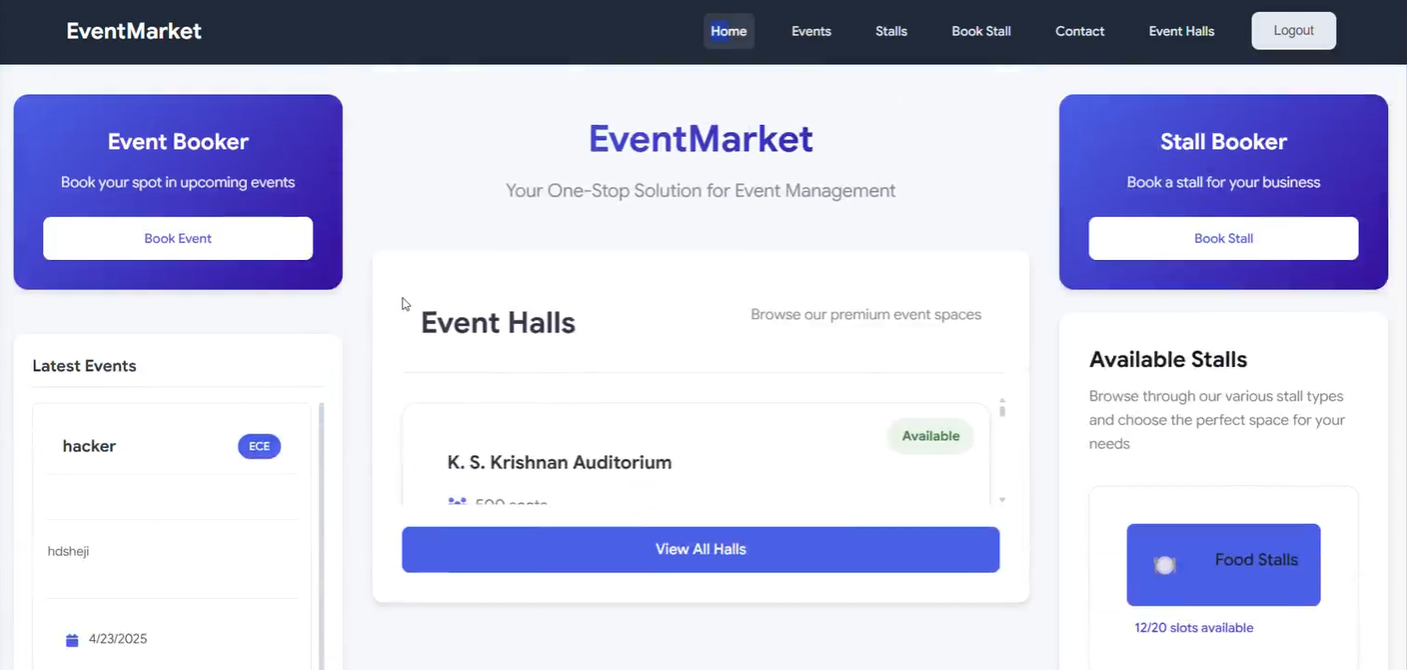 EventMarket
Home
Events
Stalls
Book Stall
Contact
Event Halls
Logout
Event Booker
Book your spot in upcoming events
Book Event
Latest Events
hacker
ECE
hdsheji
4/23/2025
EventMarket
Your One-Stop Solution for Event Management
Event Halls
Browse our premium event spaces
Available
K. S. Krishnan Auditorium
500 seats
View All Halls
Stall Booker
Book a stall for your business
Book Stall
Available Stalls
Browse through our various stall types
and choose the perfect space for your
needs
Food Stalls
12/20 slots available